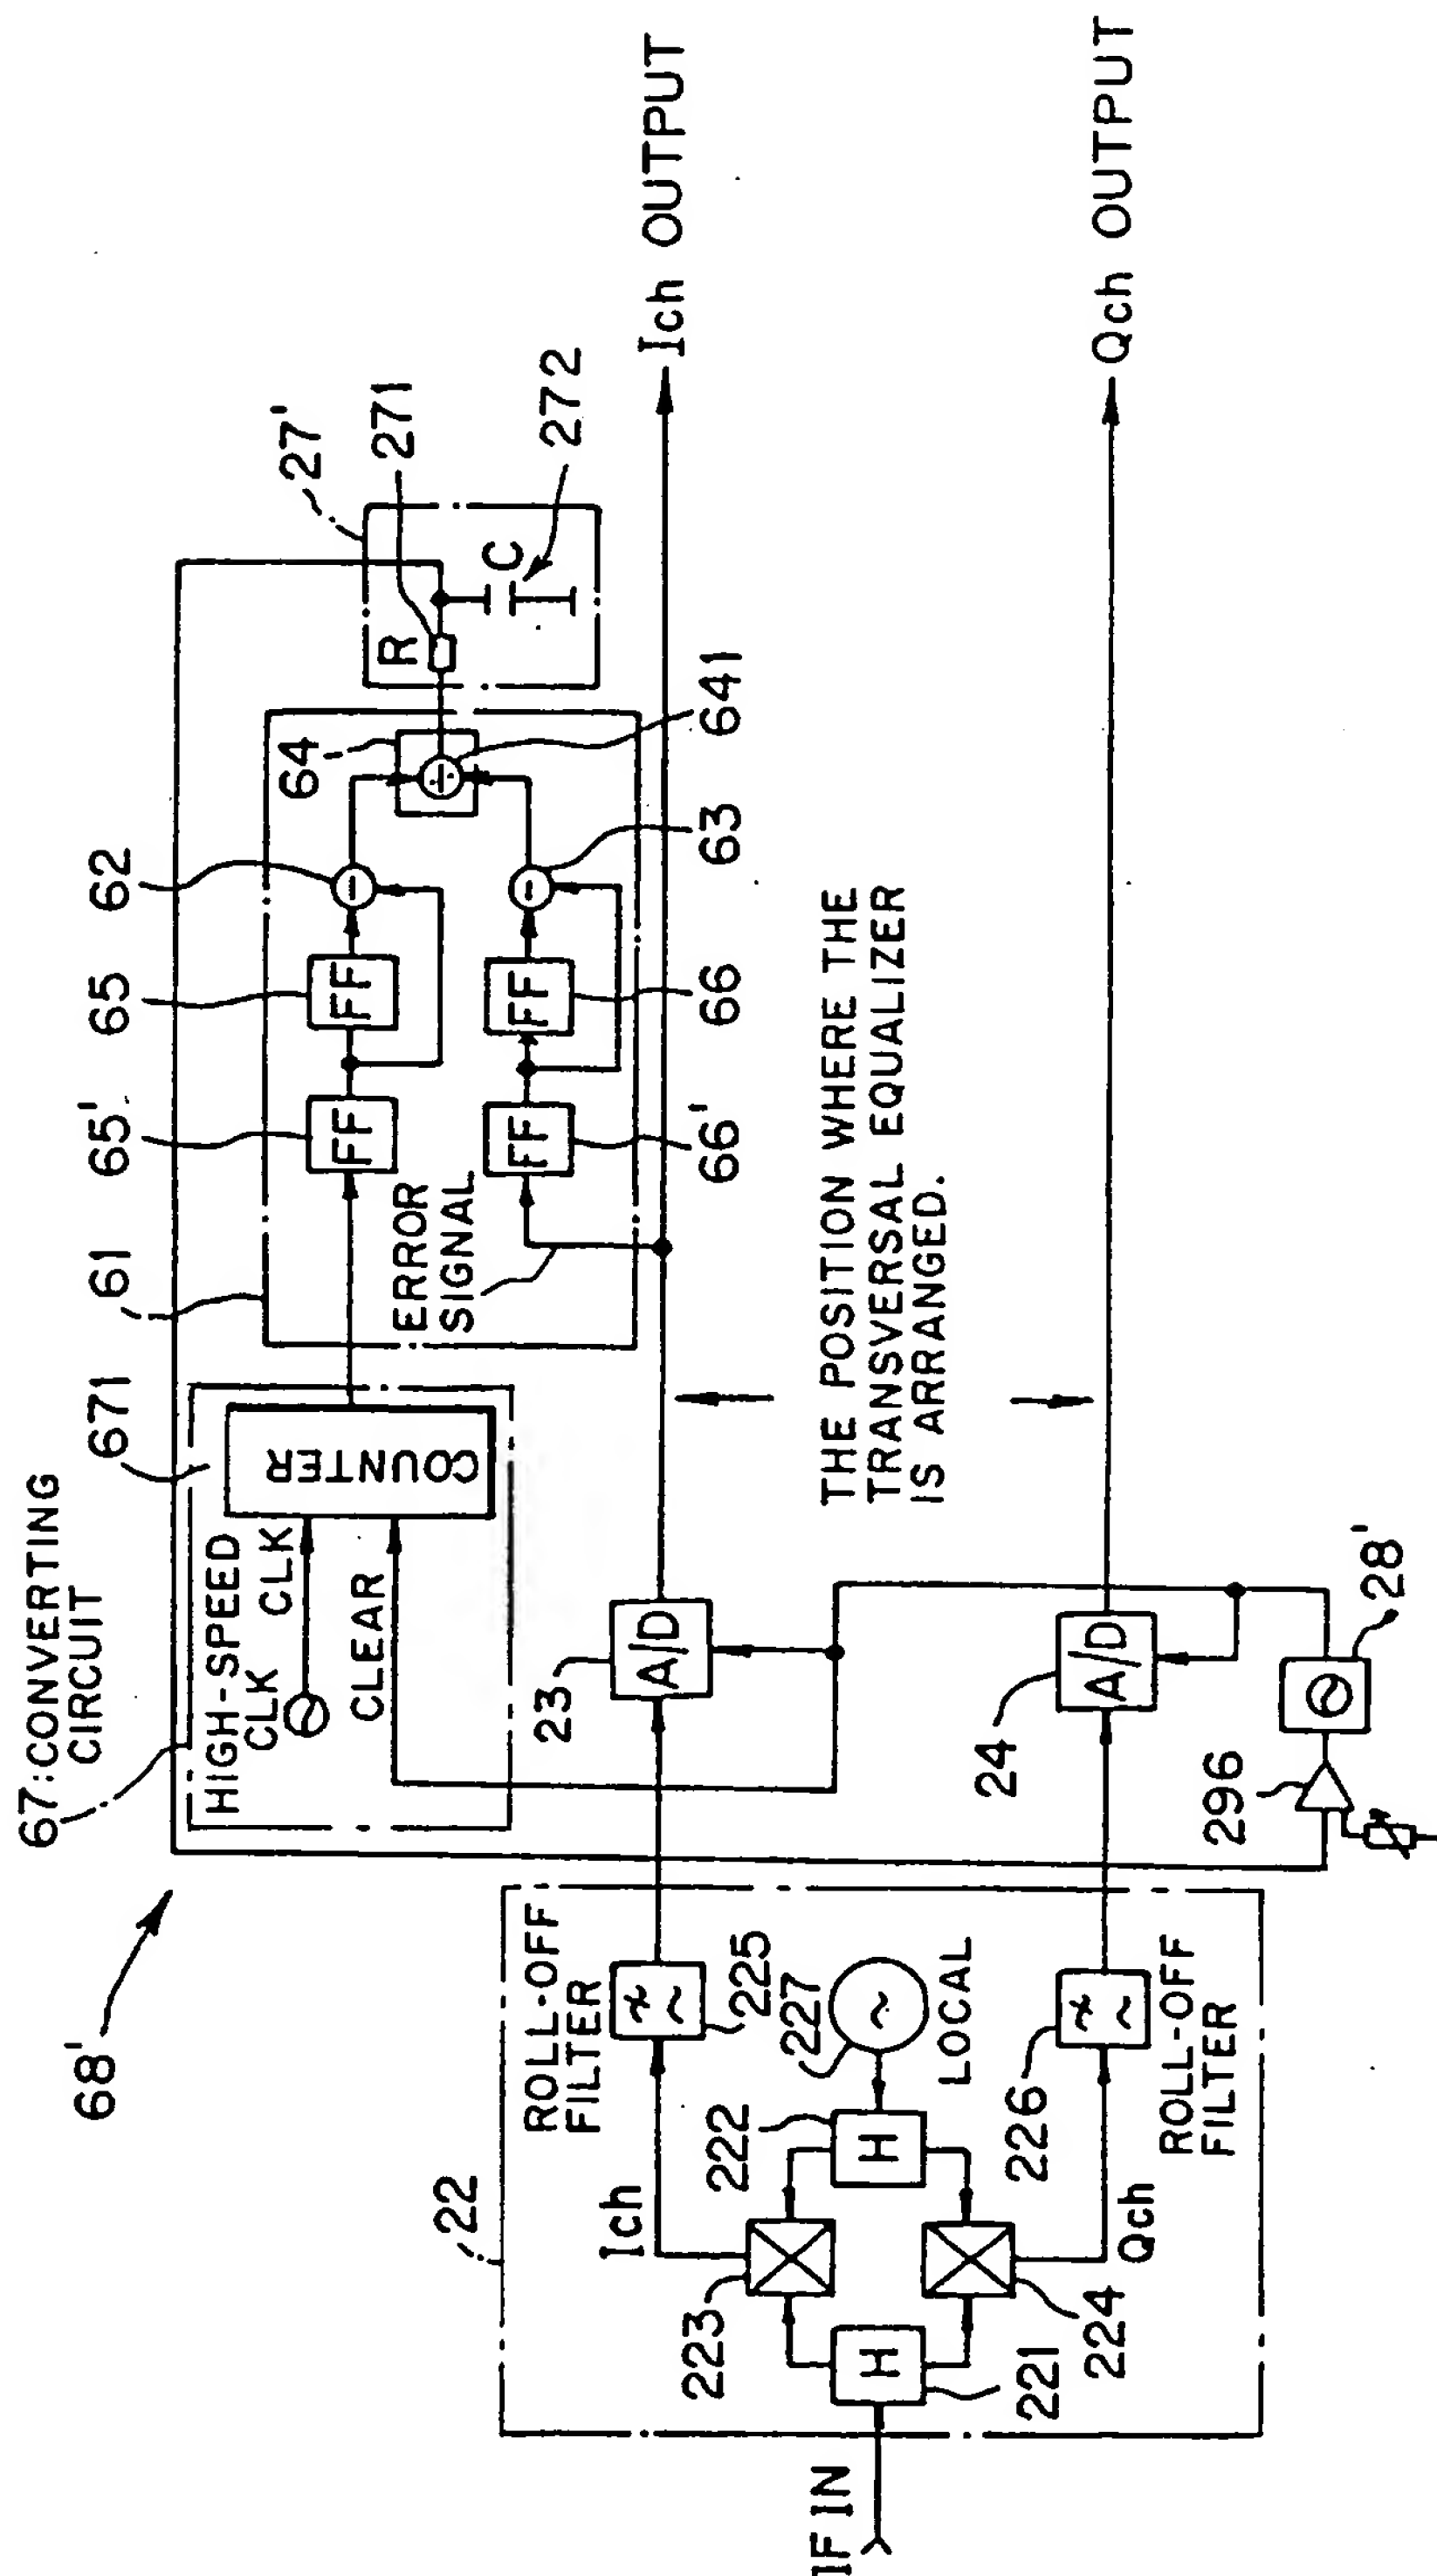 68'
67:CONVERTING
CIRCUIT
671
61
65'
65
62
HIGH-SPEED
CLK
CLK
CLEAR
COUNTER
ERROR
SIGNAL
FF
FF
FF
FF
66'
66
63
64
641
27'
R
C
271
272
22
Ich
ROLL-OFF
FILTER
225
23
A/D
Ich OUTPUT
IF IN
H
221
223
224
H
222
227
LOCAL
THE POSITION WHERE THE
TRANSVERSAL EQUALIZER
IS ARRANGED.
Qch
226
ROLL-OFF
FILTER
24
A/D
Qch OUTPUT
296
28'